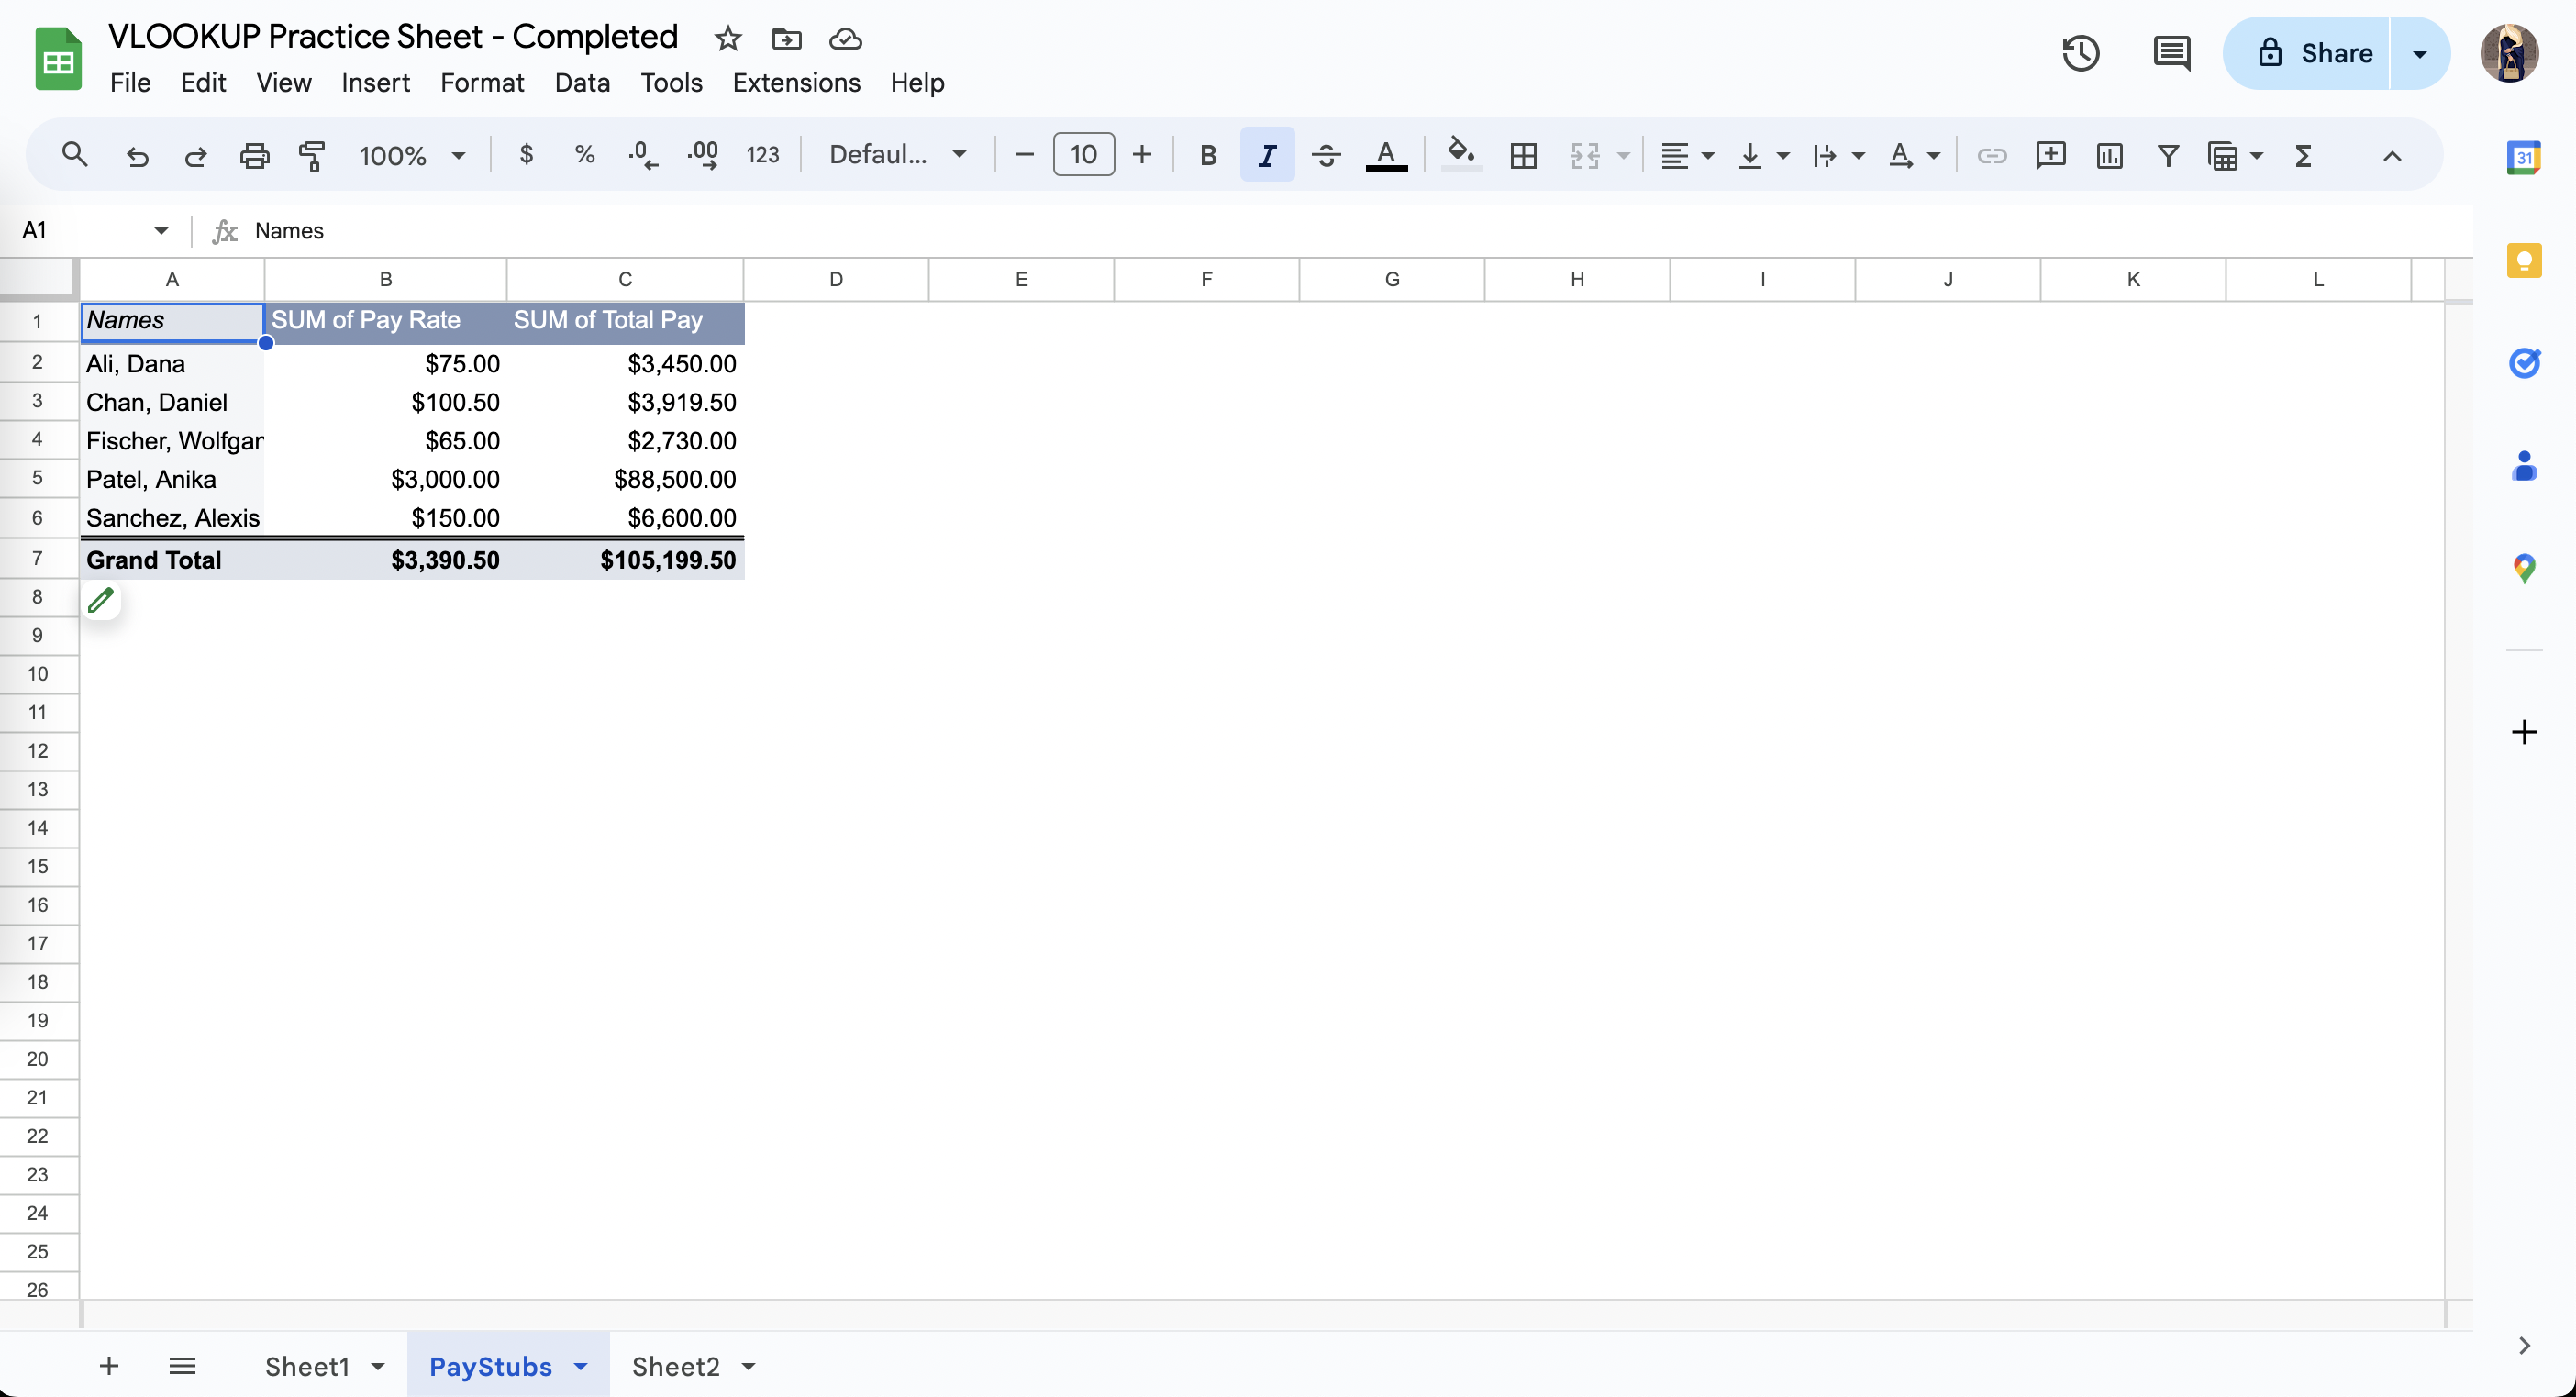 VLOOKUP Practice Sheet - Completed
File Edit View Insert Format Data Tools Extensions Help
Share
100% $ % .0 .00 123 Defaul... 10 B I A A Σ
31
A1 fx Names
A B C D E F G H I J K L
1 Names SUM of Pay Rate SUM of Total Pay
2 Ali, Dana $75.00 $3,450.00
3 Chan, Daniel $100.50 $3,919.50
4 Fischer, Wolfgan $65.00 $2,730.00
5 Patel, Anika $3,000.00 $88,500.00
6 Sanchez, Alexis $150.00 $6,600.00
7 Grand Total $3,390.50 $105,199.50
8
9
10
11
12
13
14
15
16
17
18
19
20
21
22
23
24
25
26
Sheet1 PayStubs Sheet2